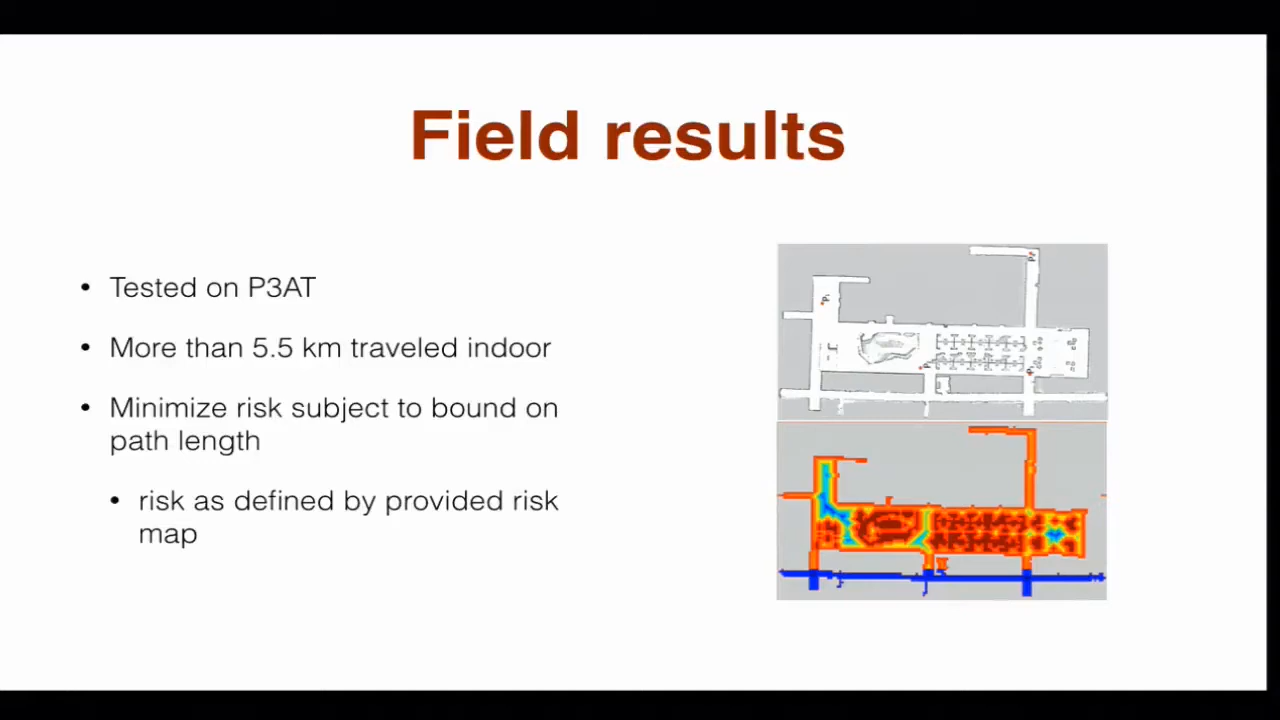 Field results
• Tested on P3AT
• More than 5.5 km traveled indoor
• Minimize risk subject to bound on
path length
• risk as defined by provided risk
map